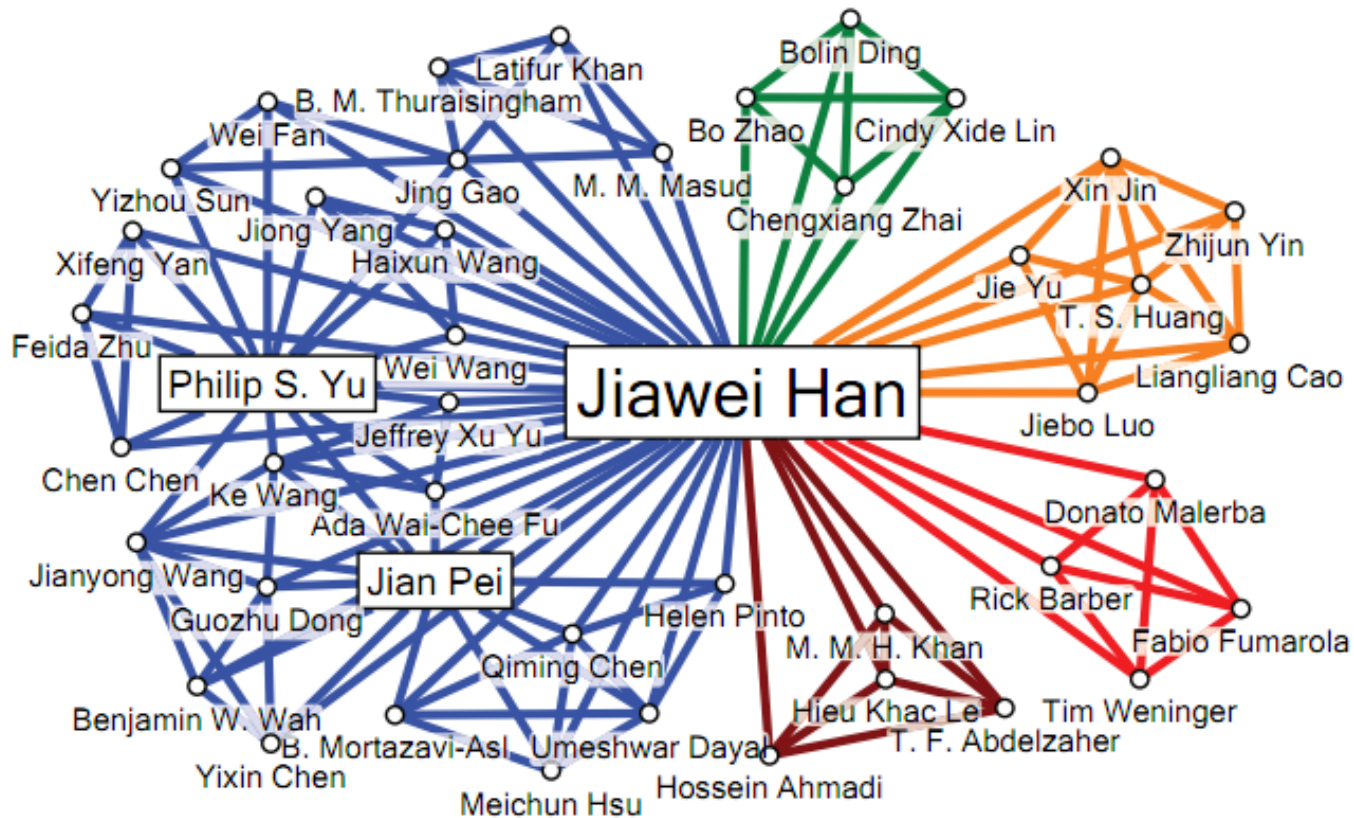 Bolin Ding
Latifur Khan
B. M. Thuraisingham
Wei Fan
Bo Zhao
Cindy Xide Lin
Yizhou Sun
Jing Gao
M. M. Masud
Xin Jin
Jiong Yang
Chengxiang Zhai
Zhijun Yin
Xifeng Yan
Haixun Wang
Jie Yu
T. S. Huang
Feida Zhu
Wei Wang
Philip S. Yu
Jiawei Han
Liangliang Cao
Jeffrey Xu Yu
Jiebo Luo
Chen Chen
Ke Wang
Ada Wai-Chee Fu
Donato Malerba
Jianyong Wang
Jian Pei
Rick Barber
Guozhu Dong
Helen Pinto
Fabio Fumarola
Qiming Chen
M. M. H. Khan
Benjamin W. Wah
Hieu Khac Le
Tim Weninger
B. Mortazavi-Asl
Umeshwar Dayal
T. F. Abdelzaher
Yixin Chen
Meichun Hsu
Hossein Ahmadi